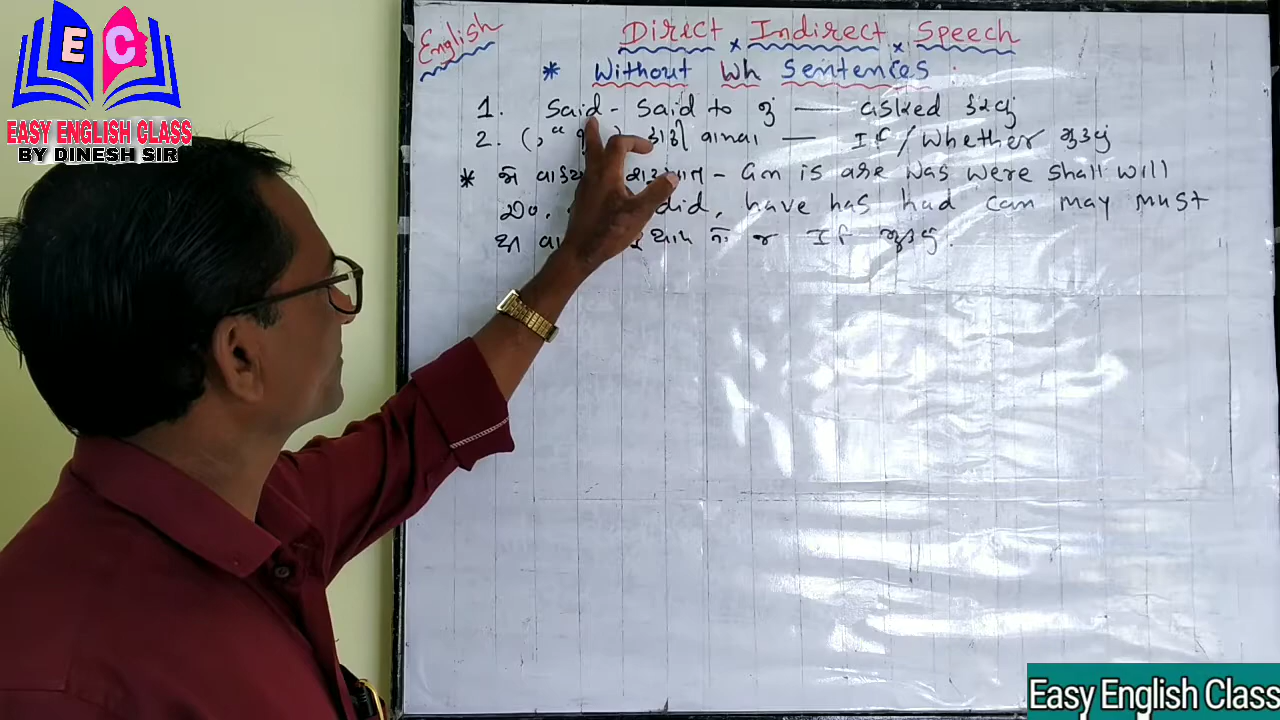 EC
EASY ENGLISH CLASS
BY DINESH SIR
English
Direct × Indirect × Speech
* Without Wh Sentences
1. Said - Said to નું — asked કરવું
2. ( , “ કાઢી નાખવા — If / Whether મૂકવું
* જે am is are was were shall will
Do, did, have has had can may must
થી જ If મૂકવું.
Easy English Class